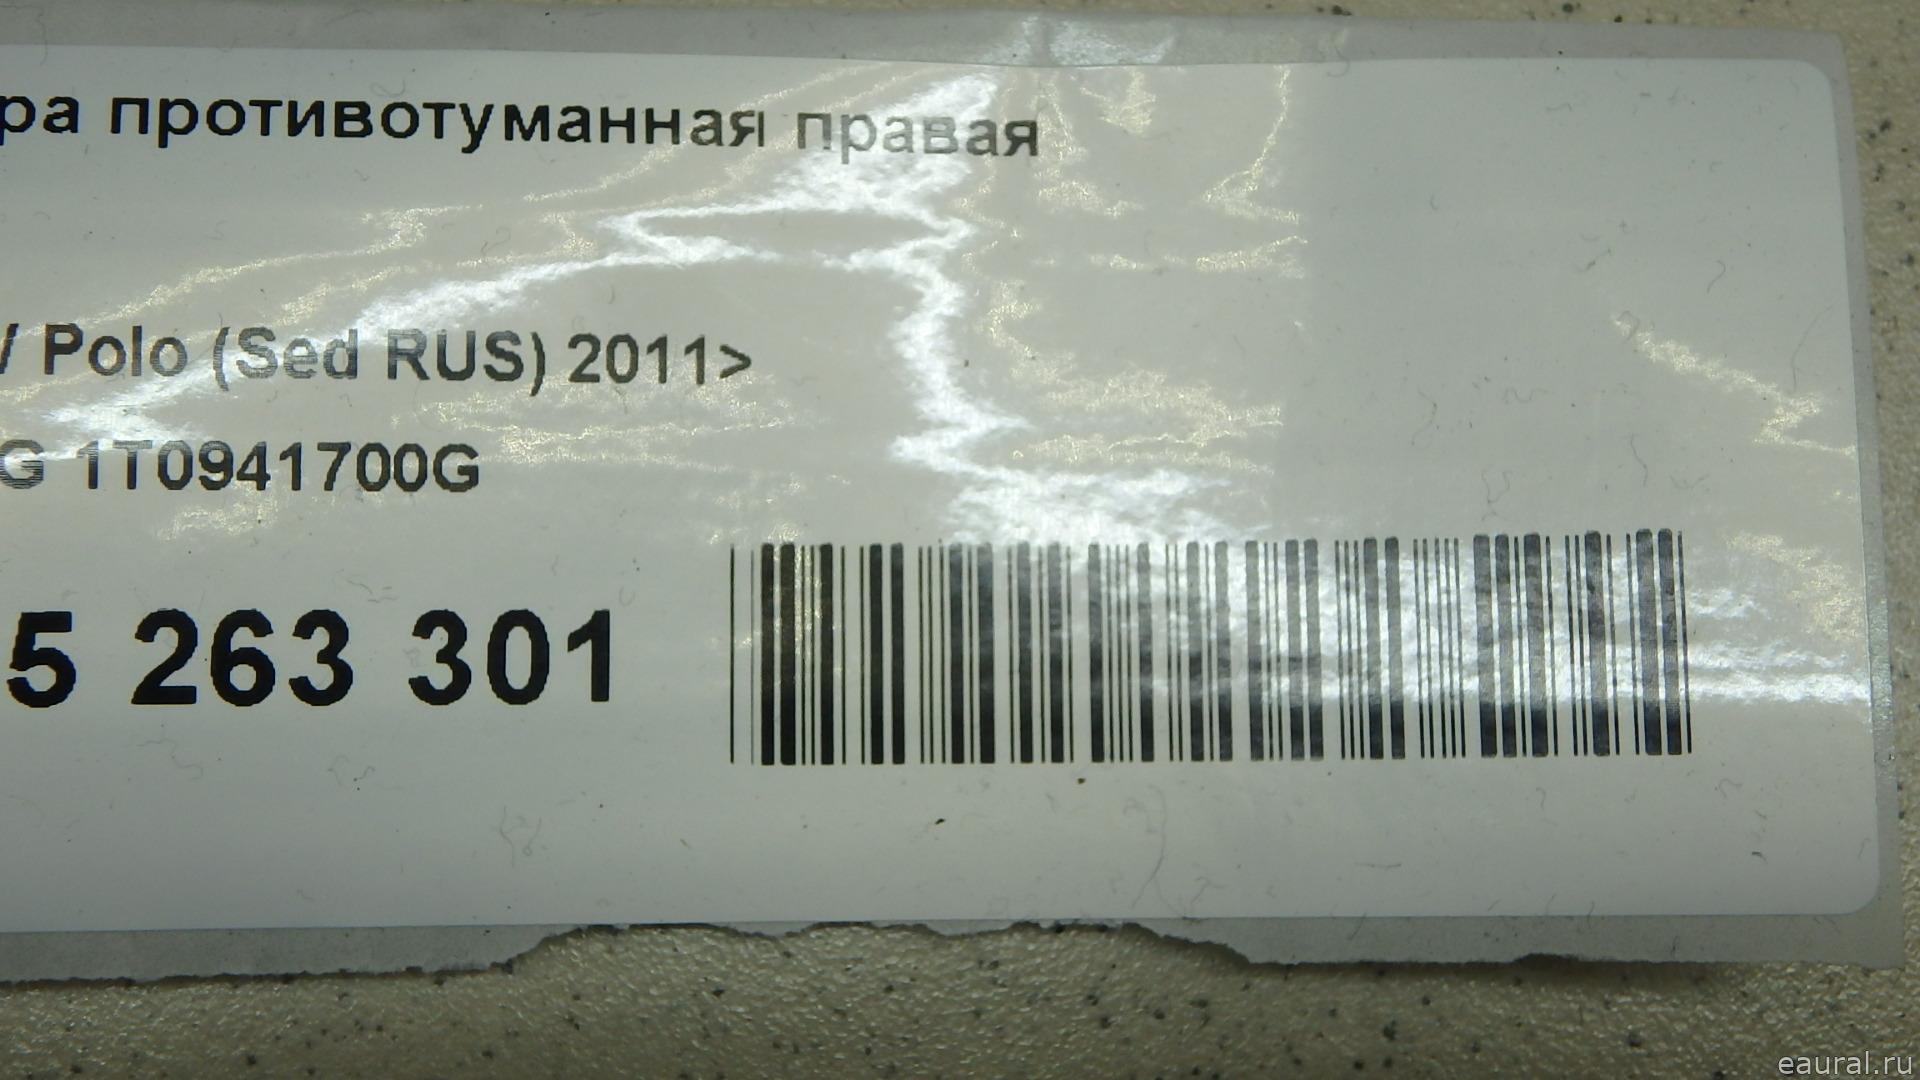 ра противотуманная правая
/ Polo (Sed RUS) 2011>
G 1T0941700G
5 263 301
eaural.ru